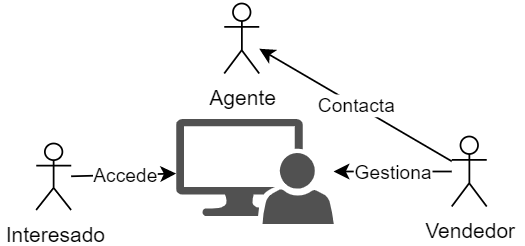 Agente
Contacta
Accede
Gestiona
Interesado
Vendedor